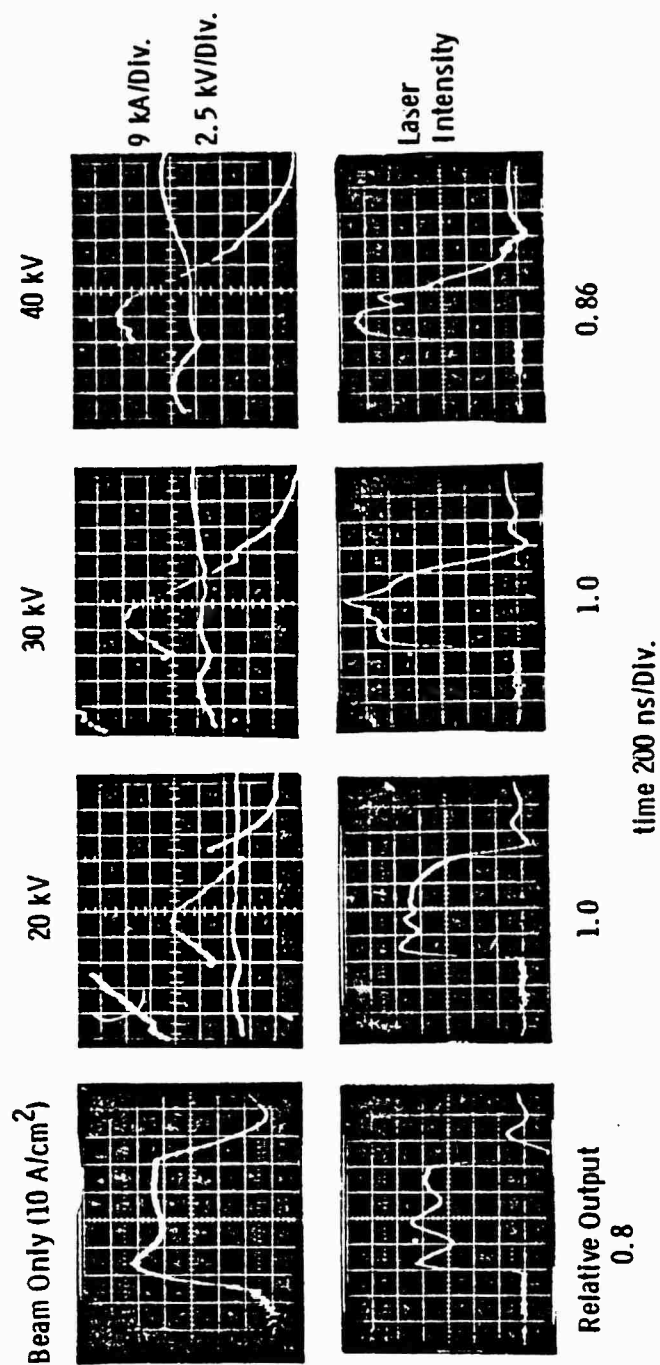 Beam Only (10 A/cm²)
20 kV
30 kV
40 kV
9 kA/Div.
2.5 kV/Div.
Laser
Intensity
Relative Output
0.8
1.0
1.0
0.86
time 200 ns/Div.